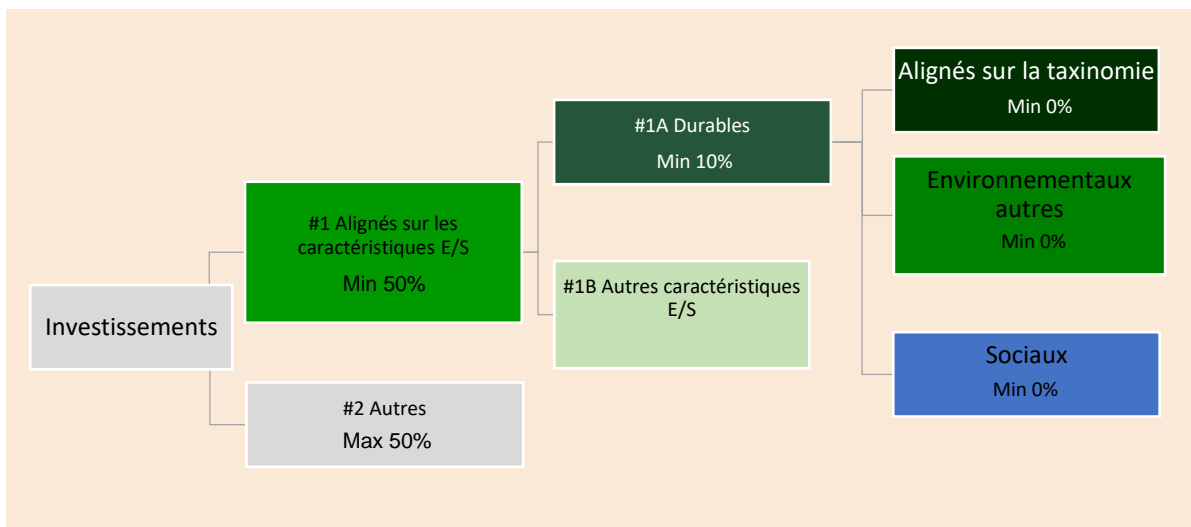 Investissements
#1 Alignés sur les
caractéristiques E/S
Min 50%
#2 Autres
Max 50%
#1A Durables
Min 10%
#1B Autres caractéristiques
E/S
Alignés sur la taxinomie
Min 0%
Environnementaux
autres
Min 0%
Sociaux
Min 0%